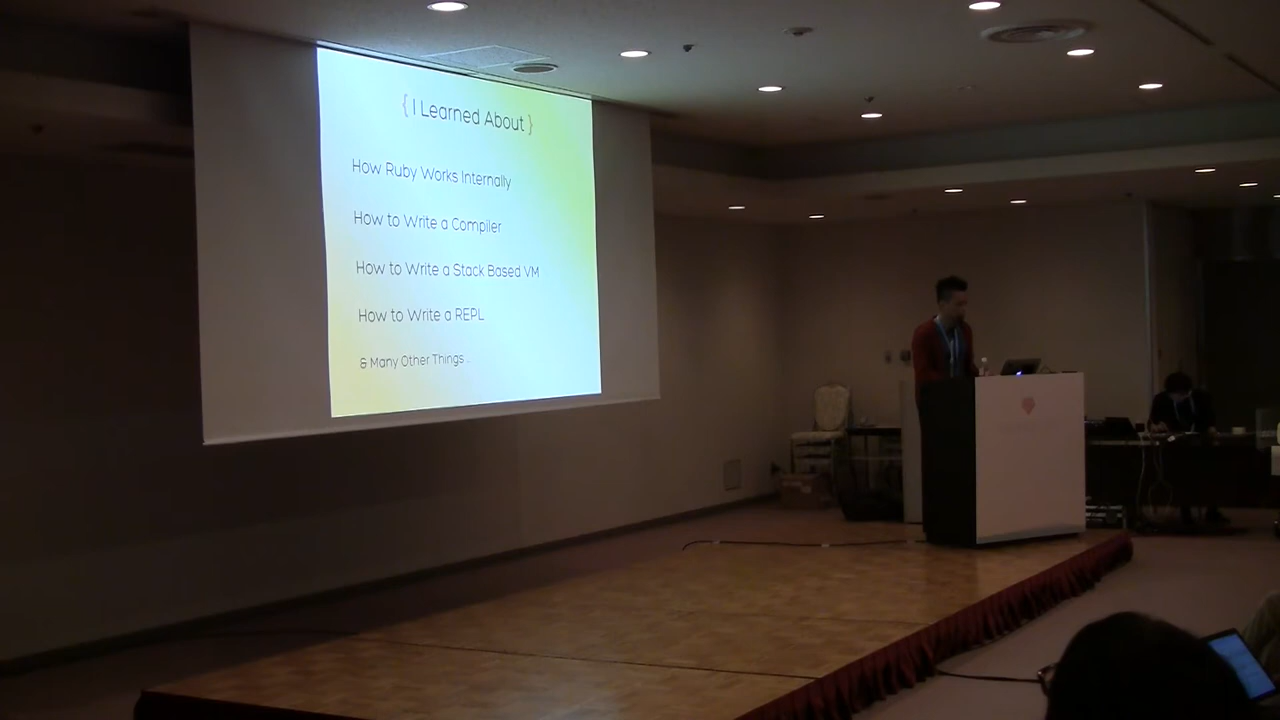 { I Learned About }
How Ruby Works Internally
How to Write a Compiler
How to Write a Stack Based VM
How to Write a REPL
& Many Other Things ...